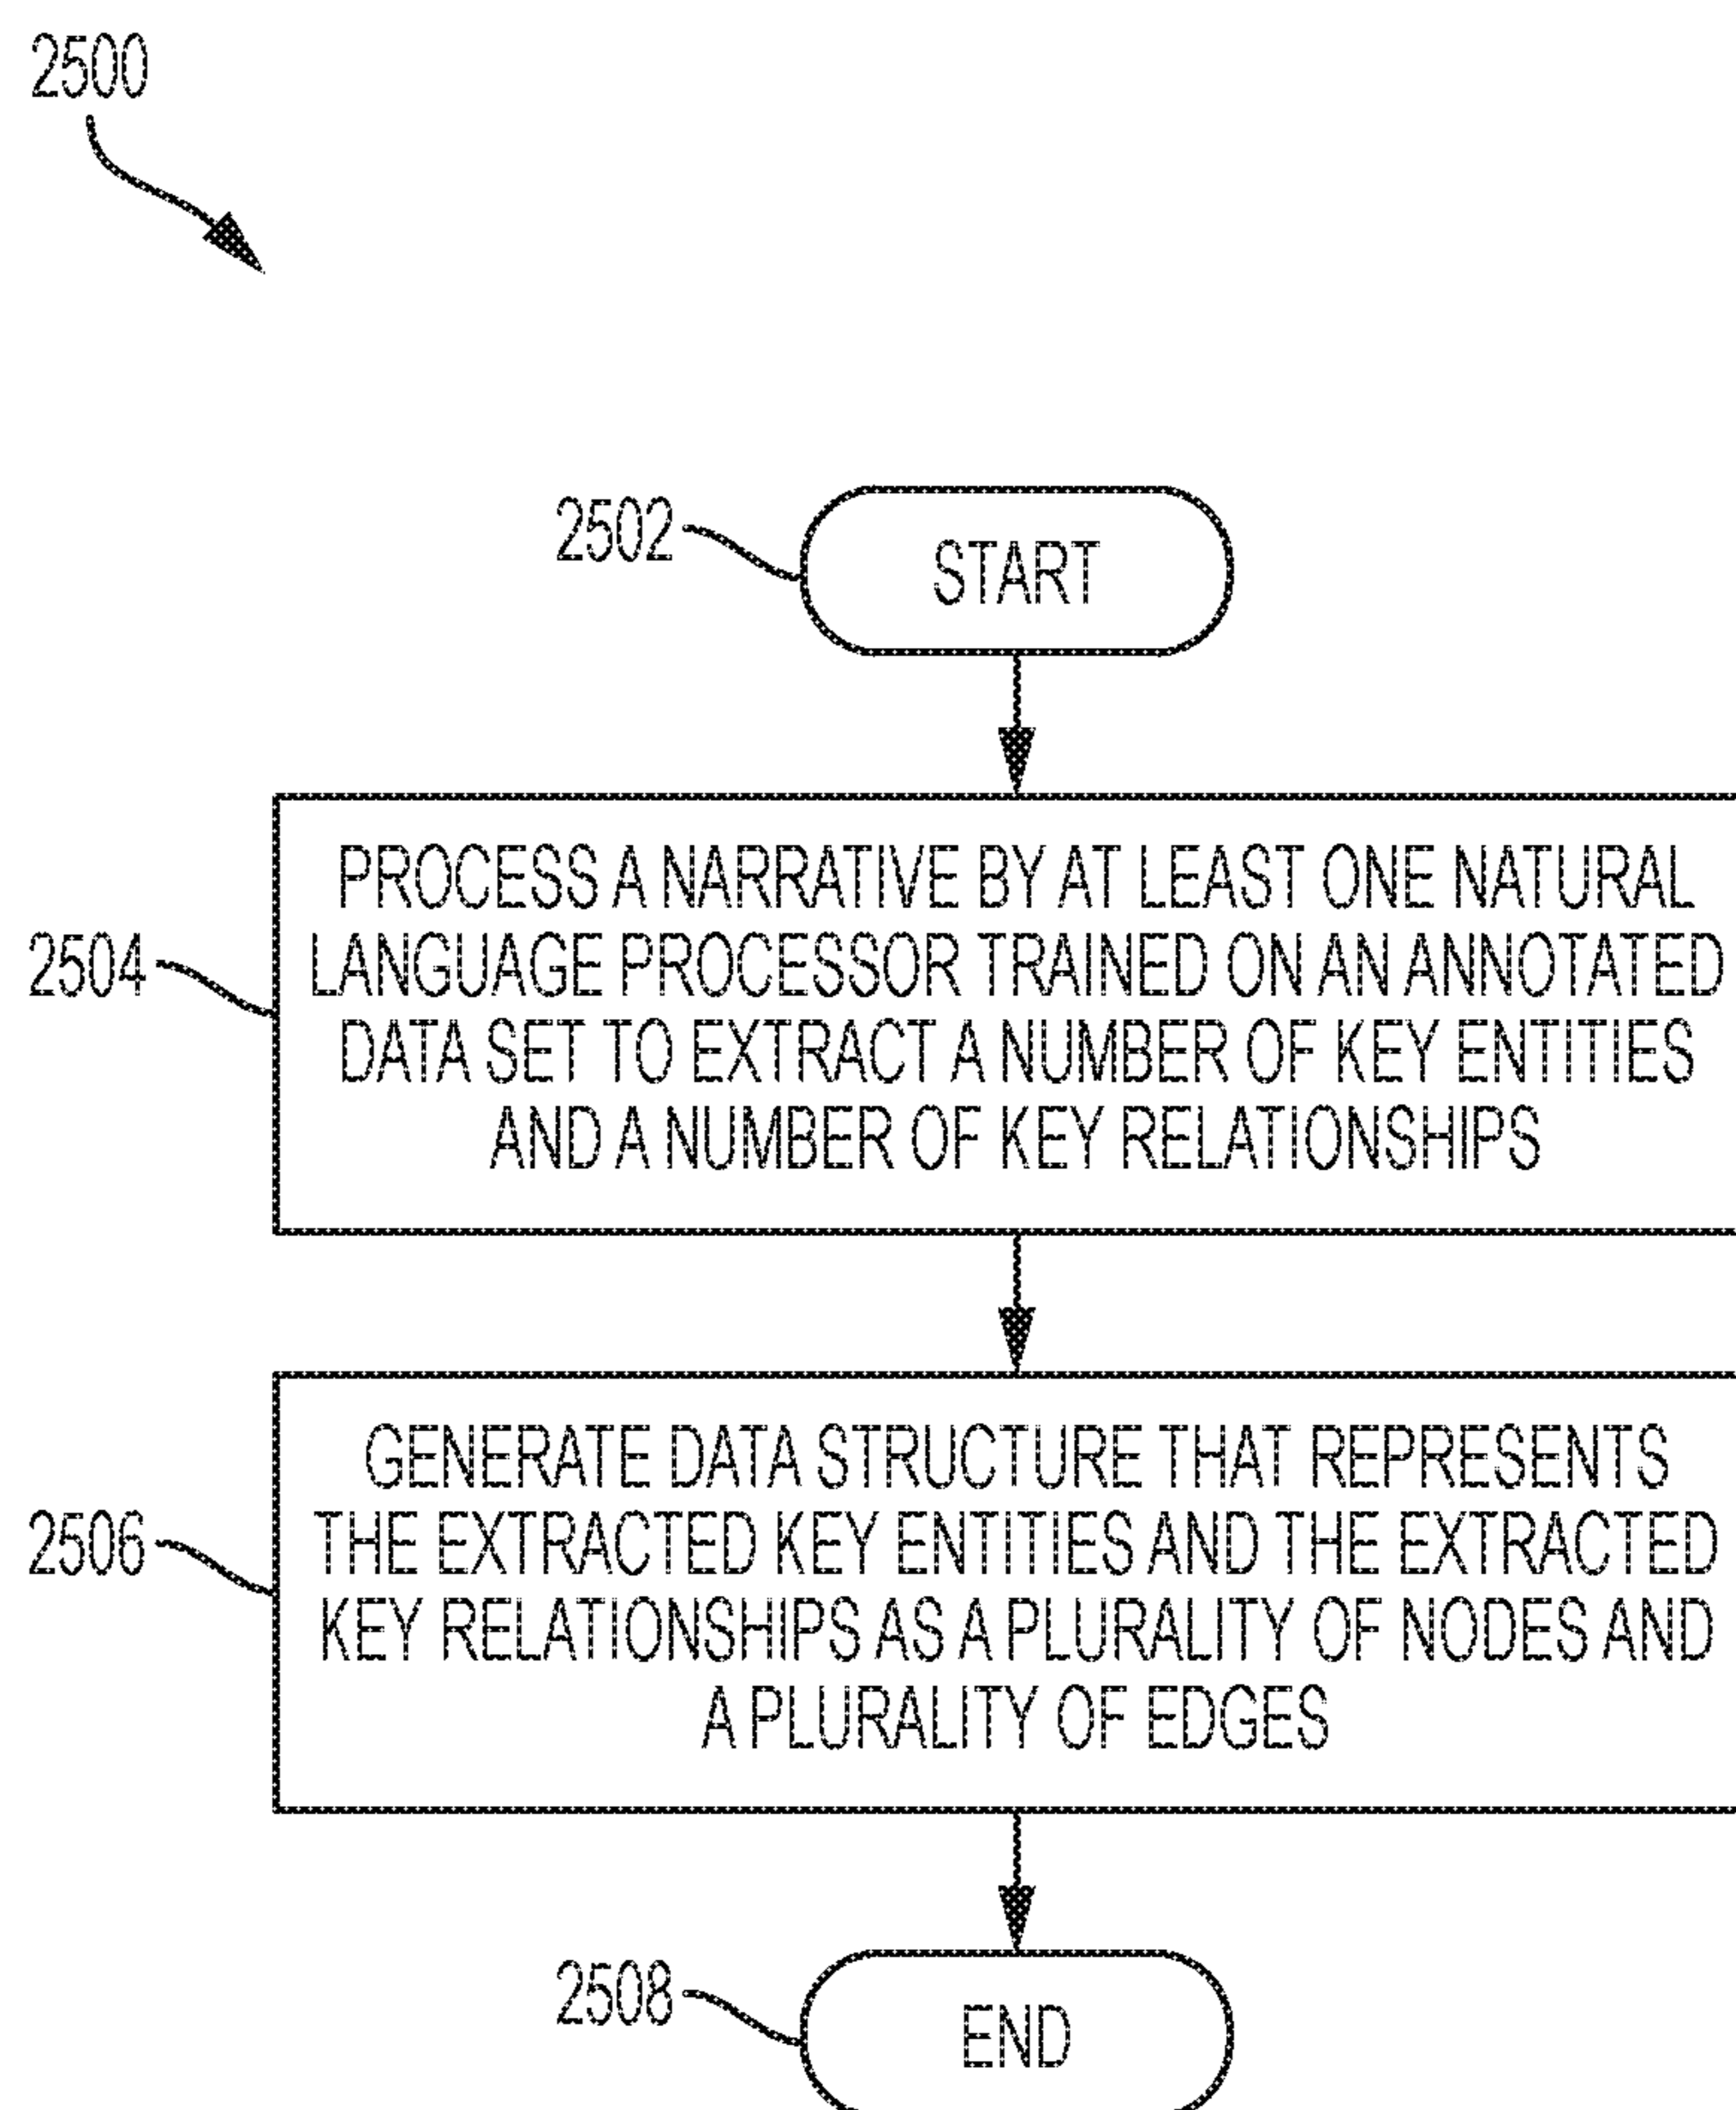 2500
2502
START
2504
PROCESS A NARRATIVE BY AT LEAST ONE NATURAL
LANGUAGE PROCESSOR TRAINED ON AN ANNOTATED
DATA SET TO EXTRACT A NUMBER OF KEY ENTITIES
AND A NUMBER OF KEY RELATIONSHIPS
2506
GENERATE DATA STRUCTURE THAT REPRESENTS
THE EXTRACTED KEY ENTITIES AND THE EXTRACTED
KEY RELATIONSHIPS AS A PLURALITY OF NODES AND
A PLURALITY OF EDGES
2508
END